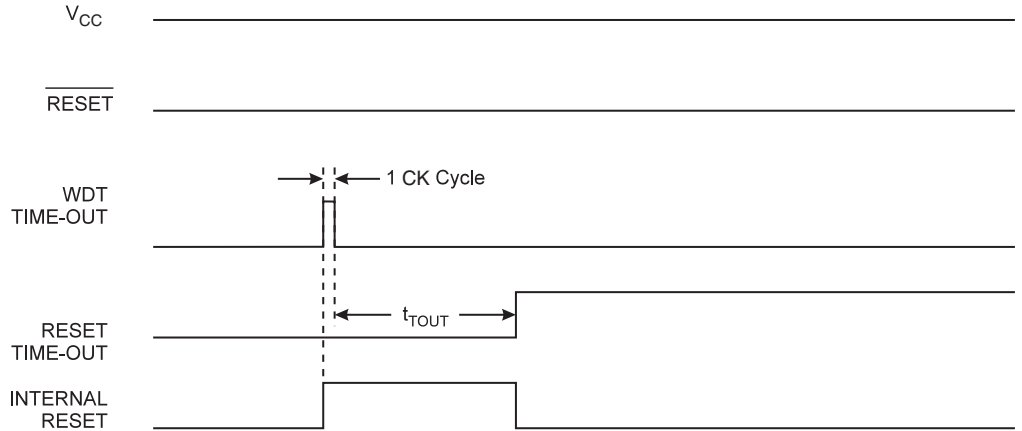 VCC
RESET
1 CK Cycle
WDT
TIME-OUT
tTOUT
RESET
TIME-OUT
INTERNAL
RESET